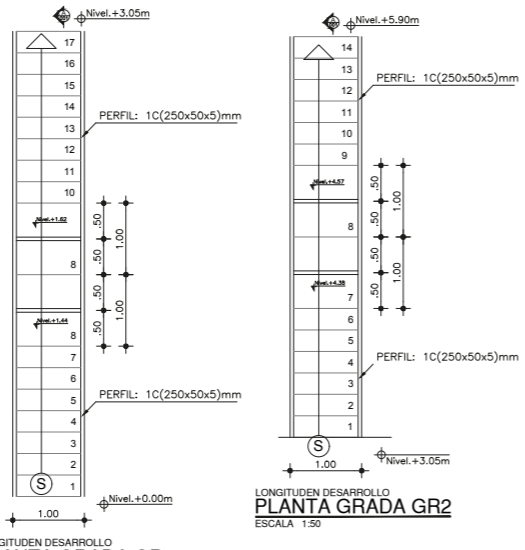 Nivel.+3.05m
17
16
15
14
13
12
11
10
PERFIL: 1C(250x50x5)mm
Nivel.+1.62
.50
.50
1.00
8
.50
.50
1.00
Nivel.+1.44
8
7
6
5
4
3
2
1
PERFIL: 1C(250x50x5)mm
S
Nivel.+0.00m
1.00
GITUDEN DESARROLLO
Nivel.+5.90m
14
13
12
11
10
9
PERFIL: 1C(250x50x5)mm
Nivel.+4.57
.50
.50
1.00
8
.50
.50
1.00
Nivel.+4.38
7
6
5
4
3
2
1
PERFIL: 1C(250x50x5)mm
S
Nivel.+3.05m
1.00
LONGITUDEN DESARROLLO
PLANTA GRADA GR2
ESCALA 1:50